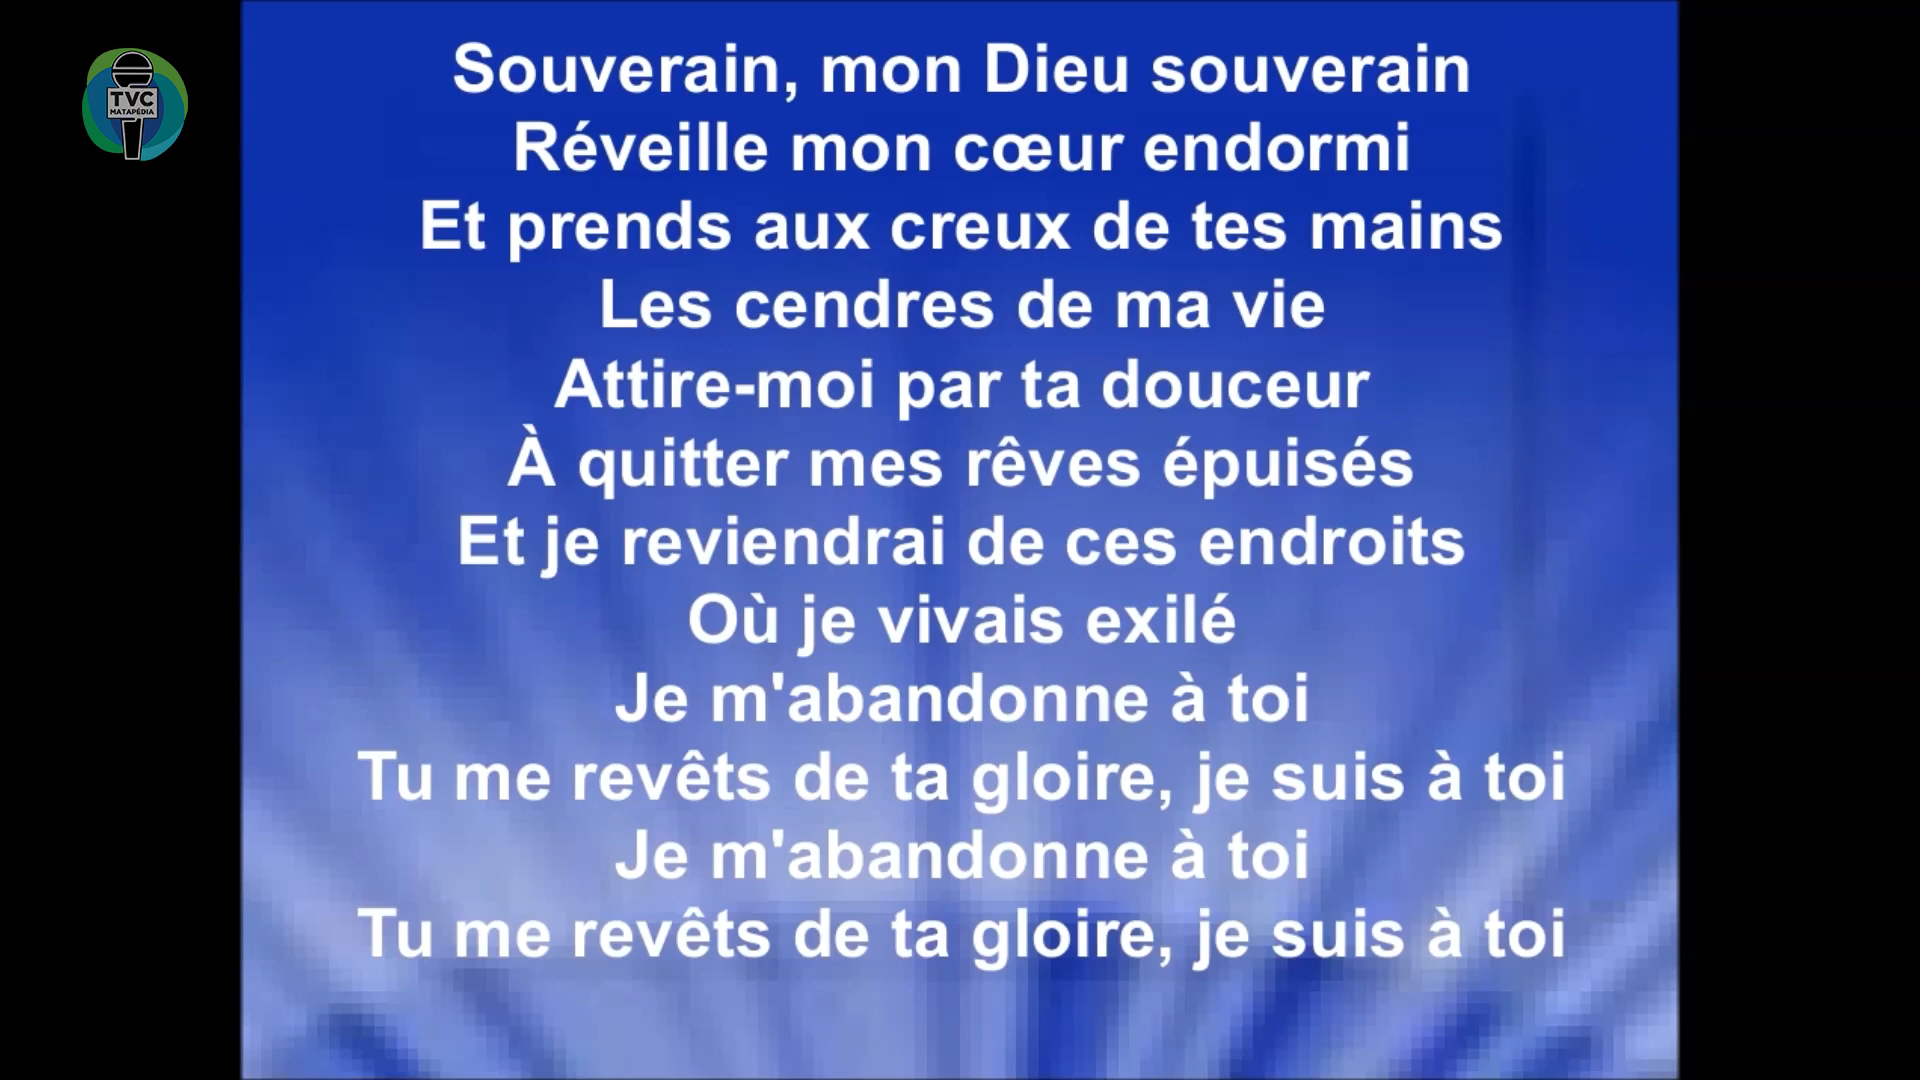 TVC
MATAPÉDIA
Souverain, mon Dieu souverain
Réveille mon cœur endormi
Et prends aux creux de tes mains
Les cendres de ma vie
Attire-moi par ta douceur
À quitter mes rêves épuisés
Et je reviendrai de ces endroits
Où je vivais exilé
Je m'abandonne à toi
Tu me revêts de ta gloire, je suis à toi
Je m'abandonne à toi
Tu me revêts de ta gloire, je suis à toi